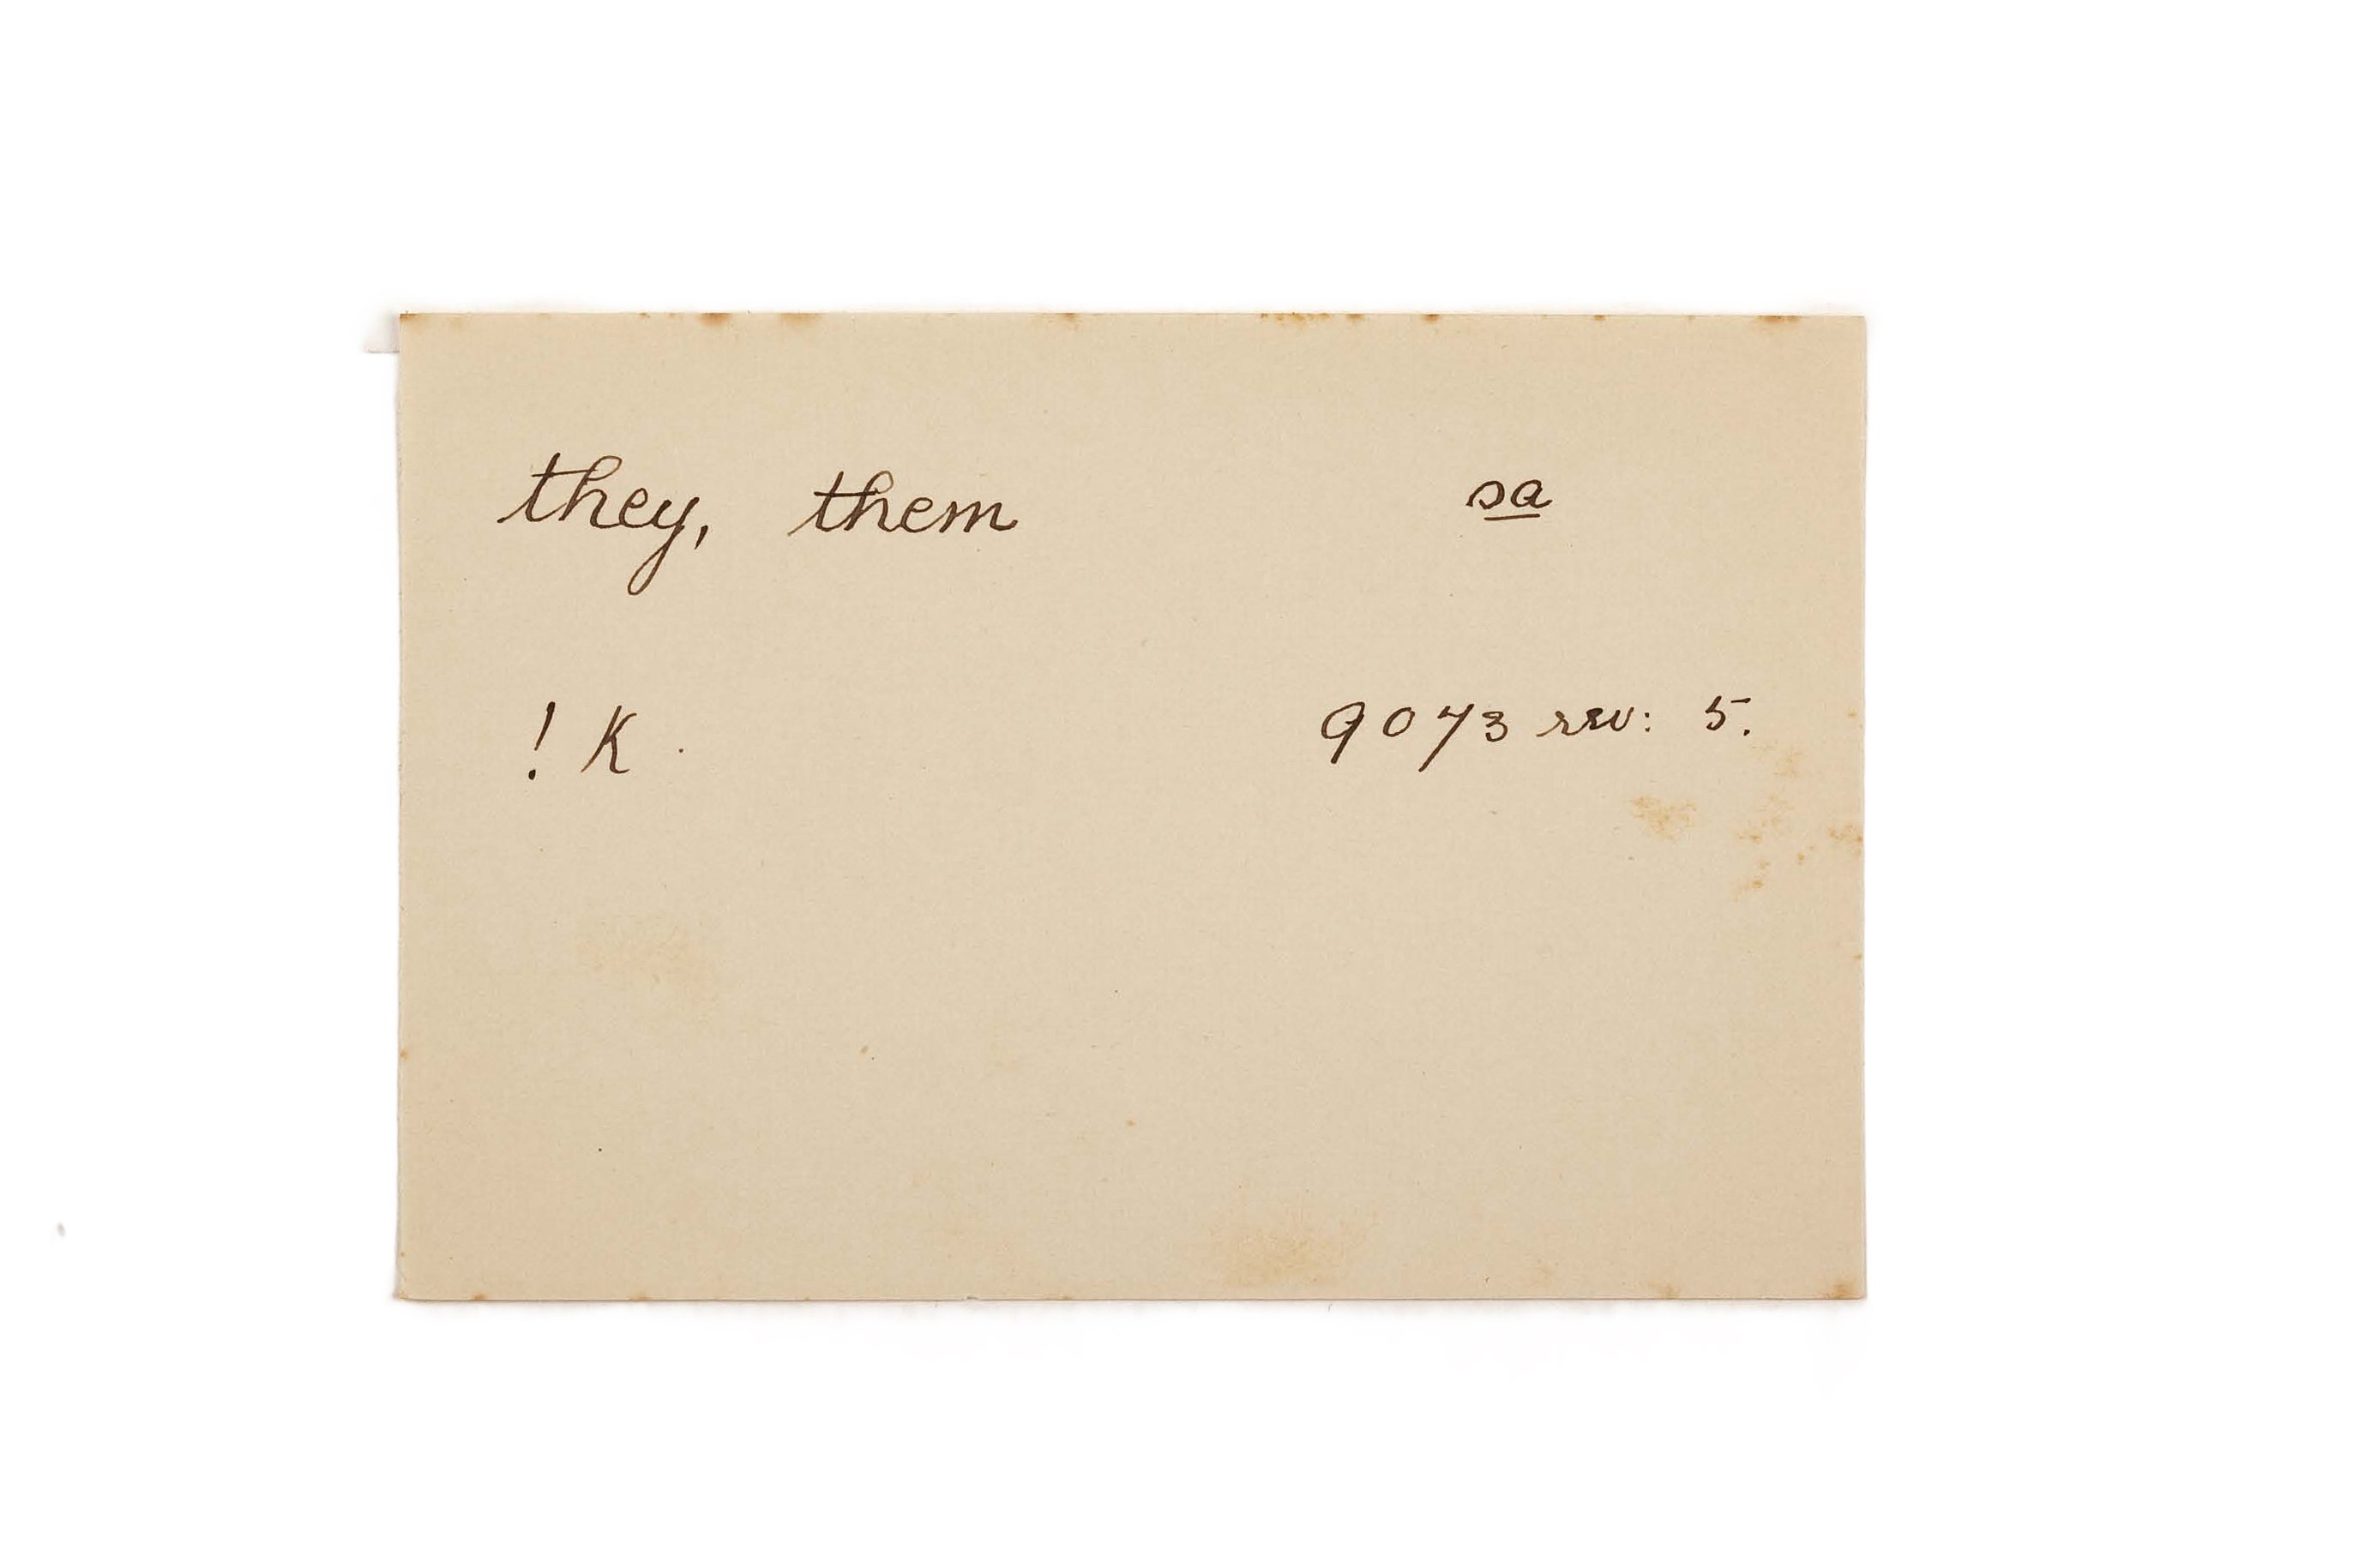 they, them sa
! K. 9073 rev: 5.